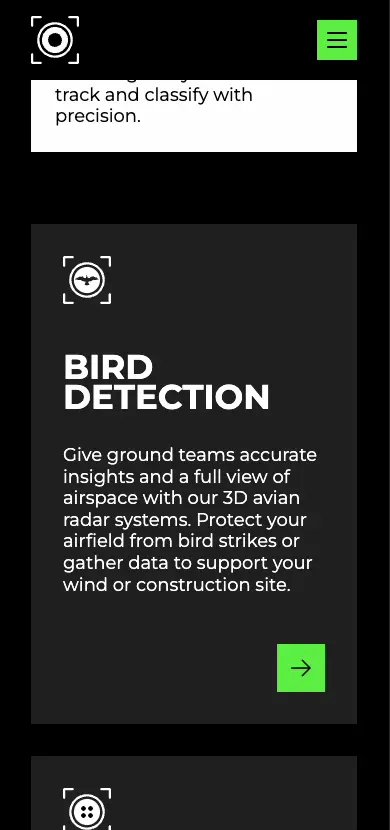 track and classify with
precision.
BIRD
DETECTION
Give ground teams accurate
insights and a full view of
airspace with our 3D avian
radar systems. Protect your
airfield from bird strikes or
gather data to support your
wind or construction site.